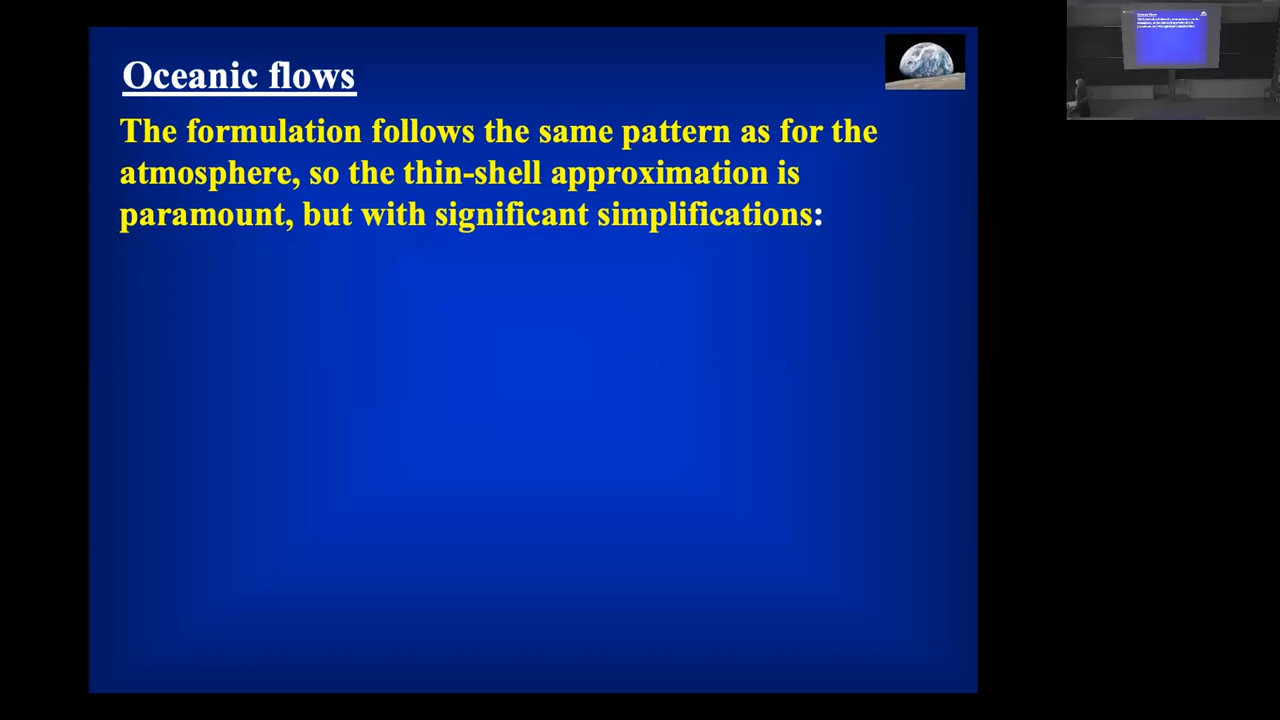 Oceanic flows
The formulation follows the same pattern as for the
atmosphere, so the thin-shell approximation is
paramount, but with significant simplifications: